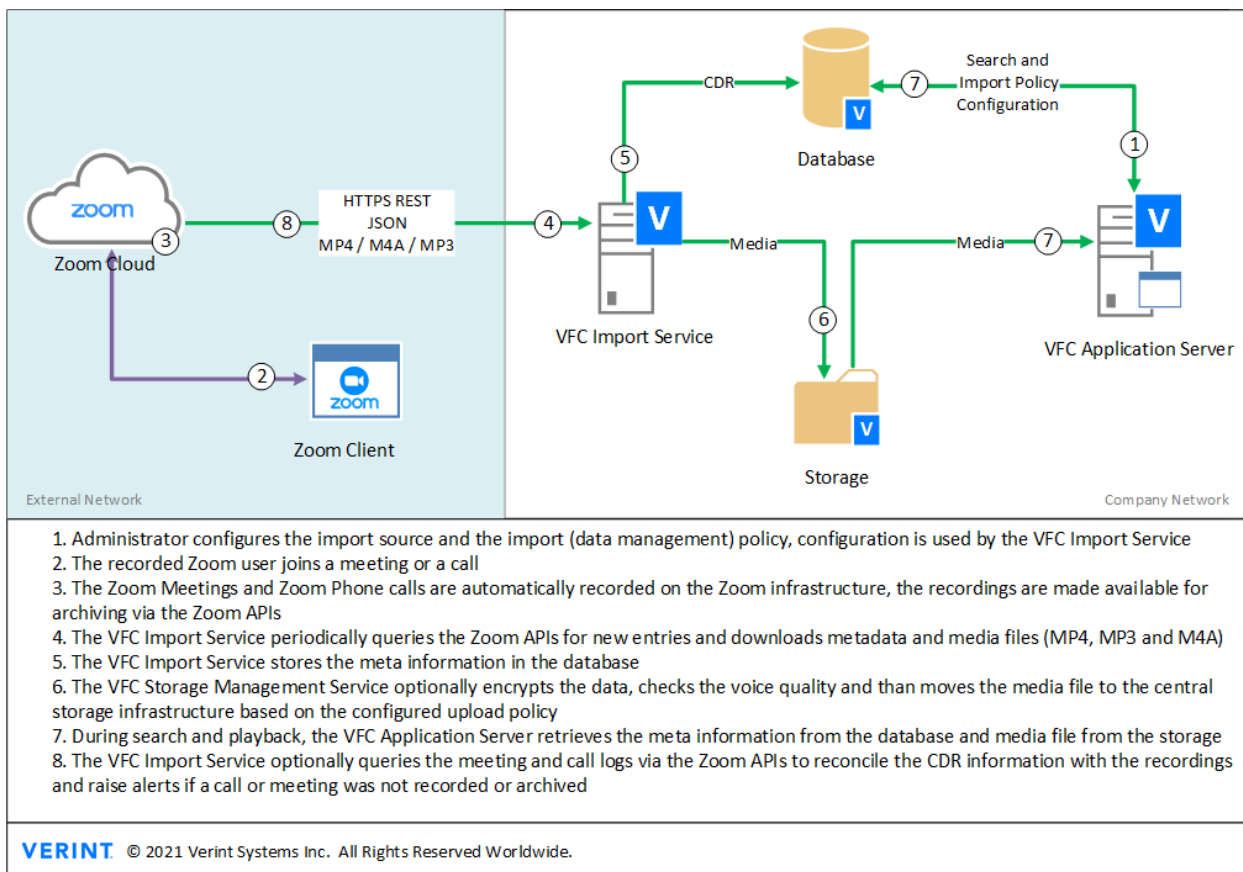 CDR
7
Search and
Import Policy
Configuration
V
Database
1
5
zoom
3
Zoom Cloud
8
HTTPS REST
JSON
MP4 / M4A / MP3
4
V
Media
VFC Import Service
Media
7
V
VFC Application Server
6
2
zoom
Zoom Client
V
Storage
External Network
Company Network
1. Administrator configures the import source and the import (data management) policy, configuration is used by the VFC Import Service
2. The recorded Zoom user joins a meeting or a call
3. The Zoom Meetings and Zoom Phone calls are automatically recorded on the Zoom infrastructure, the recordings are made available for
archiving via the Zoom APIs
4. The VFC Import Service periodically queries the Zoom APIs for new entries and downloads metadata and media files (MP4, MP3 and M4A)
5. The VFC Import Service stores the meta information in the database
6. The VFC Storage Management Service optionally encrypts the data, checks the voice quality and than moves the media file to the central
storage infrastructure based on the configured upload policy
7. During search and playback, the VFC Application Server retrieves the meta information from the database and media file from the storage
8. The VFC Import Service optionally queries the meeting and call logs via the Zoom APIs to reconcile the CDR information with the recordings
and raise alerts if a call or meeting was not recorded or archived
VERINT. © 2021 Verint Systems Inc. All Rights Reserved Worldwide.